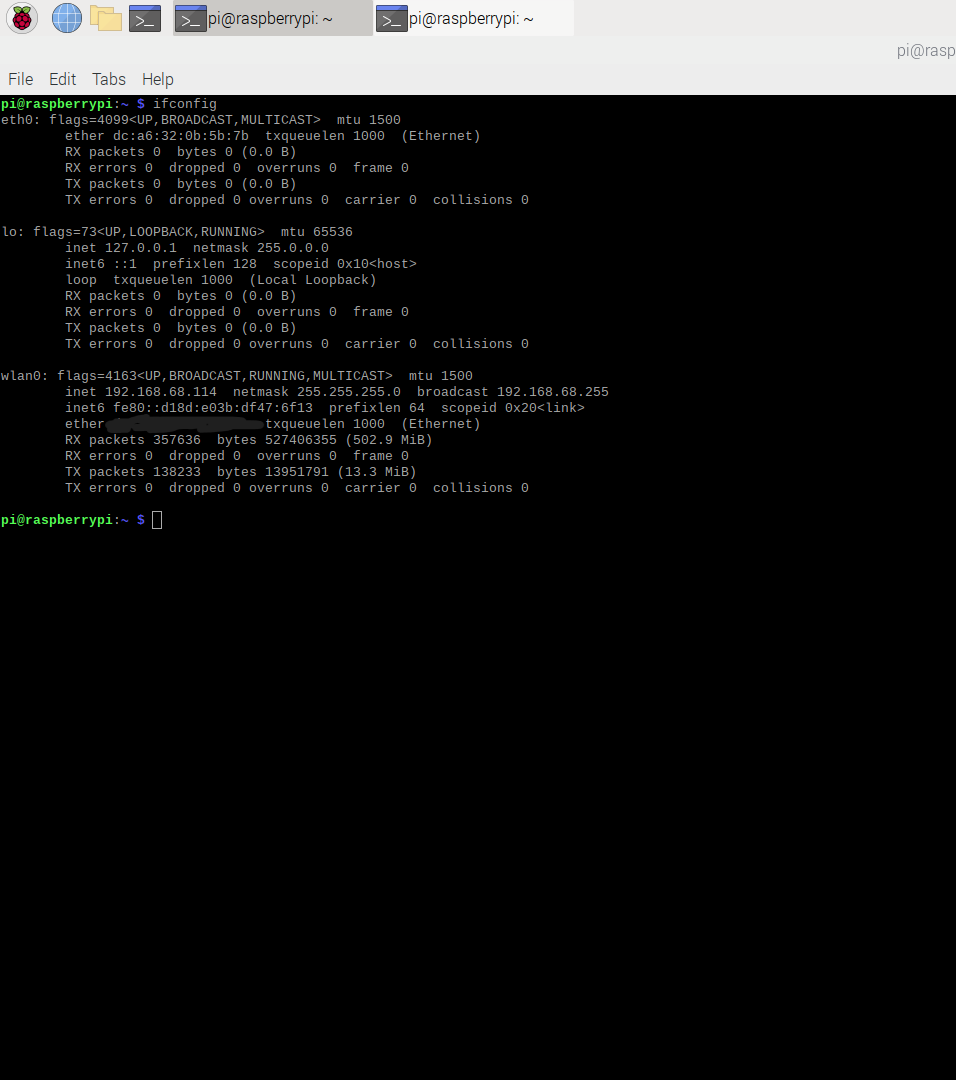 pi@raspberrypi: ~ pi@raspberrypi: ~
pi@rasp
File Edit Tabs Help
pi@raspberrypi:~ $ ifconfig
eth0: flags=4099<UP,BROADCAST,MULTICAST>  mtu 1500
        ether dc:a6:32:0b:5b:7b  txqueuelen 1000  (Ethernet)
        RX packets 0  bytes 0 (0.0 B)
        RX errors 0  dropped 0  overruns 0  frame 0
        TX packets 0  bytes 0 (0.0 B)
        TX errors 0  dropped 0 overruns 0  carrier 0  collisions 0

lo: flags=73<UP,LOOPBACK,RUNNING>  mtu 65536
        inet 127.0.0.1  netmask 255.0.0.0
        inet6 ::1  prefixlen 128  scopeid 0x10<host>
        loop  txqueuelen 1000  (Local Loopback)
        RX packets 0  bytes 0 (0.0 B)
        RX errors 0  dropped 0  overruns 0  frame 0
        TX packets 0  bytes 0 (0.0 B)
        TX errors 0  dropped 0 overruns 0  carrier 0  collisions 0

wlan0: flags=4163<UP,BROADCAST,RUNNING,MULTICAST>  mtu 1500
        inet 192.168.68.114  netmask 255.255.255.0  broadcast 192.168.68.255
        inet6 fe80::d18d:e03b:df47:6f13  prefixlen 64  scopeid 0x20<link>
        ether txqueuelen 1000  (Ethernet)
        RX packets 357636  bytes 527406355 (502.9 MiB)
        RX errors 0  dropped 0  overruns 0  frame 0
        TX packets 138233  bytes 13951791 (13.3 MiB)
        TX errors 0  dropped 0 overruns 0  carrier 0  collisions 0

pi@raspberrypi:~ $